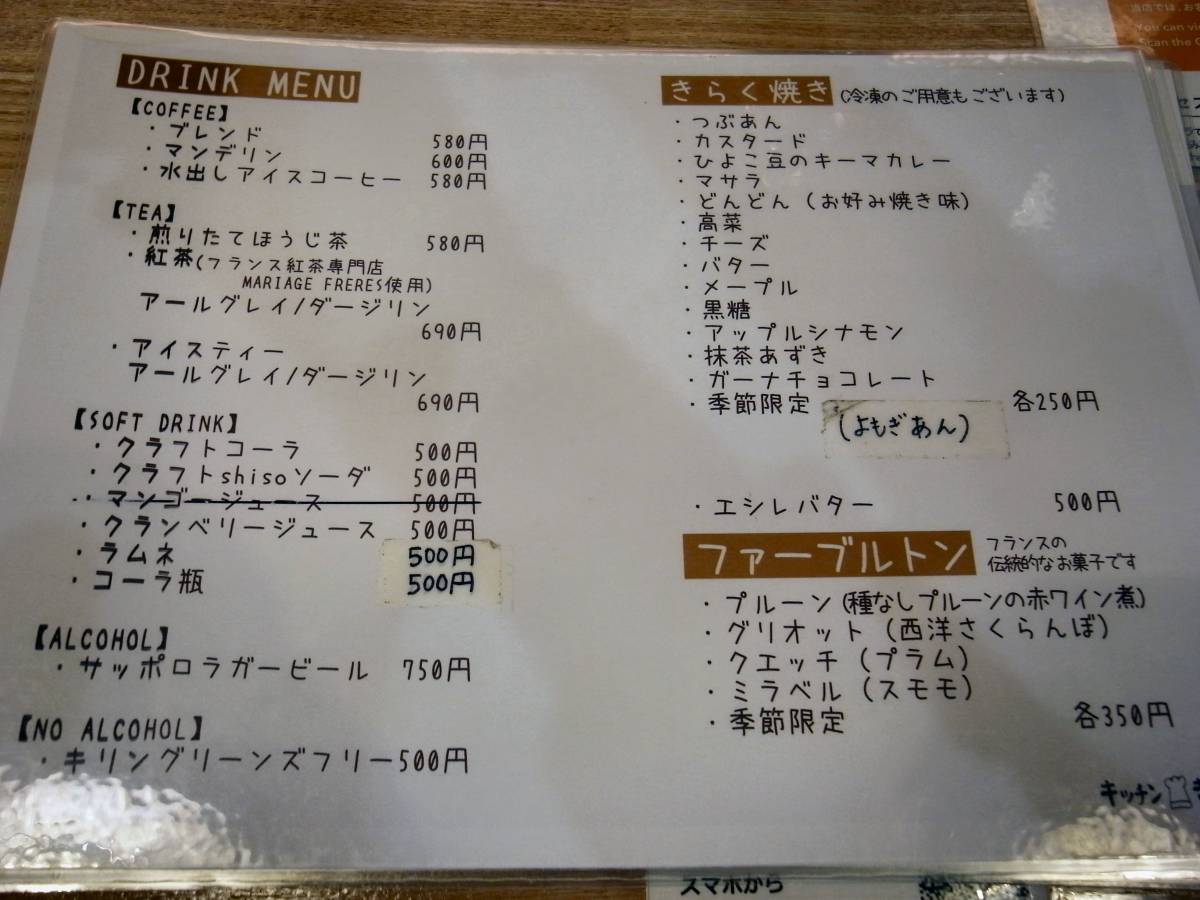 DRINK MENU
【COFFEE】
・ブレンド 580円
・マンデリン 600円
・水出しアイスコーヒー 580円
【TEA】
・煎りたてほうじ茶 580円
・紅茶(フランス紅茶専門店
MARIAGE FRERES使用)
アールグレイ/ダージリン
690円
・アイスティー
アールグレイ/ダージリン
690円
【SOFT DRINK】
・クラフトコーラ 500円
・クラフトshisoソーダ 500円
・マンゴージュース 500円
・クランベリージュース 500円
・ラムネ 500円
・コーラ瓶 500円
【ALCOHOL】
・サッポロラガービール 750円
【NO ALCOHOL】
・キリングリーンズフリー500円
きらく焼き (冷凍のご用意もございます)
・つぶあん
・カスタード
・ひよこ豆のキーマカレー
・マサラ
・どんどん (お好み焼き味)
・高菜
・チーズ
・バター
・メープル
・黒糖
・アップルシナモン
・抹茶あずき
・ガーナチョコレート
・季節限定 各250円
(よもぎあん)
・エシレバター 500円
ファーブルトン フランスの
伝統的なお菓子です
・プルーン (種なしプルーンの赤ワイン煮)
・グリオット (西洋さくらんぼ)
・クエッチ (プラム)
・ミラベル (スモモ)
・季節限定 各350円
キッチン
当店では、お
You can vi
Scan the
スマホから